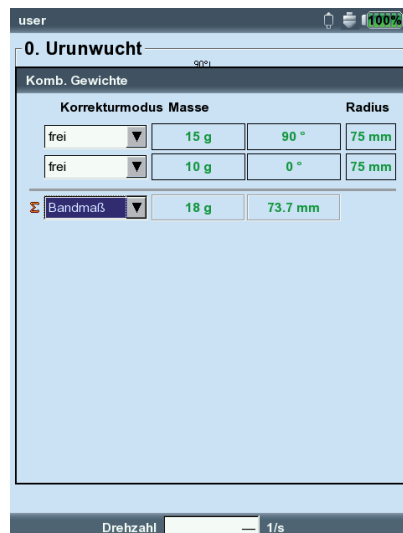 user 100%
0. Urunwucht
90°
Komb. Gewichte
Korrekturmodus Masse Radius
frei 15 g 90 ° 75 mm
frei 10 g 0 ° 75 mm
Σ Bandmaß 18 g 73.7 mm
Drehzahl — 1/s